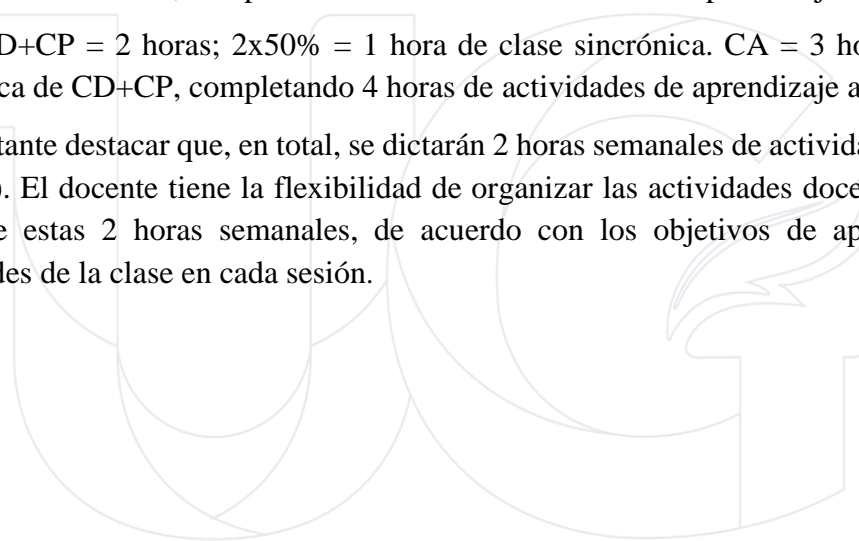 D+CP = 2 horas; 2x50% = 1 hora de clase sincrónica. CA = 3 ho
ca de CD+CP, completando 4 horas de actividades de aprendizaje a
tante destacar que, en total, se dictarán 2 horas semanales de activida
). El docente tiene la flexibilidad de organizar las actividades doce
e estas 2 horas semanales, de acuerdo con los objetivos de ap
des de la clase en cada sesión.
UG